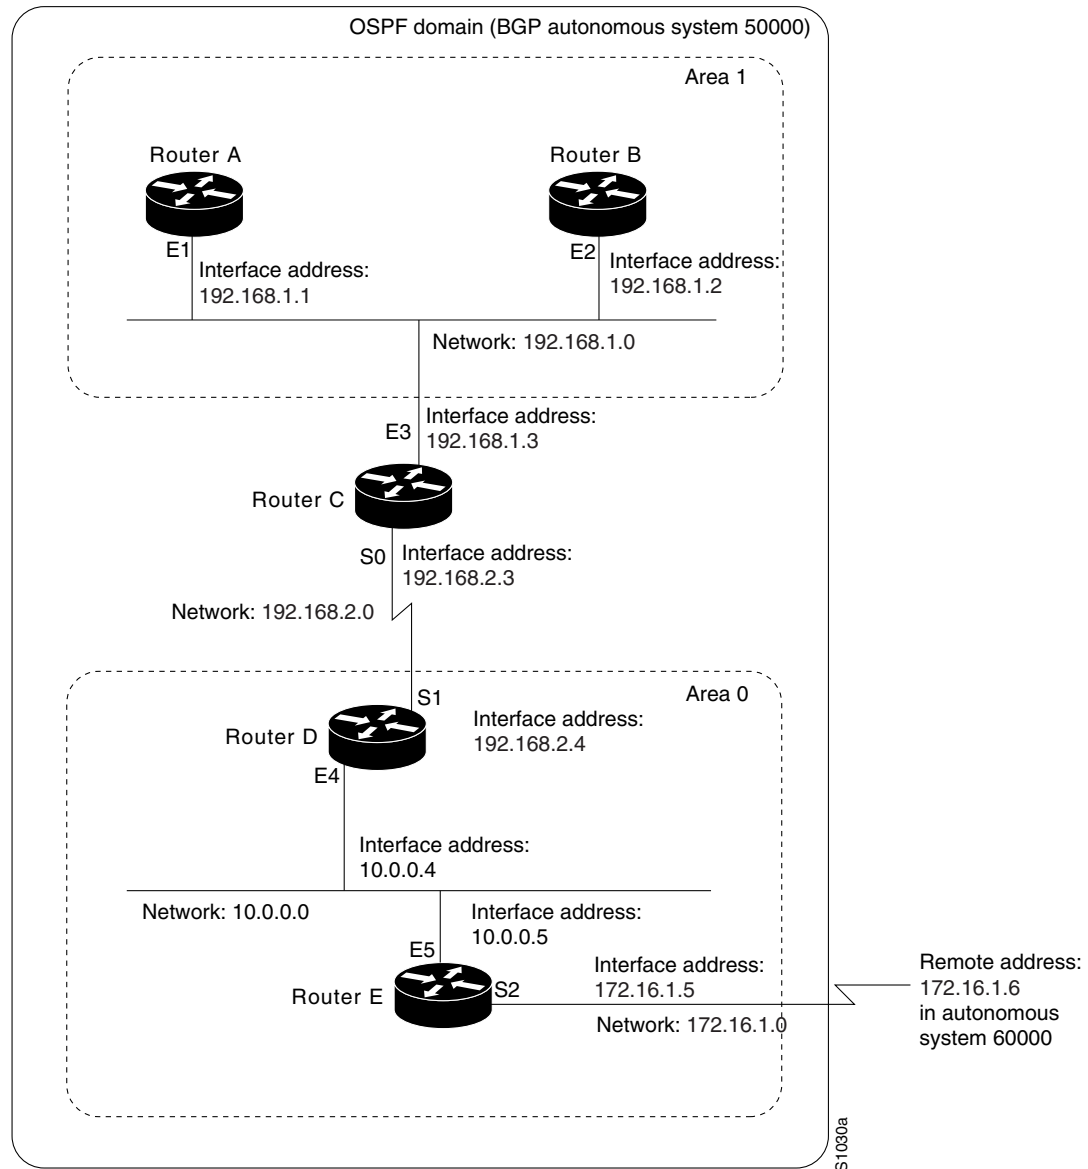 OSPF domain (BGP autonomous system 50000)
Area 1
Router A
Router B
E1
Interface address:
192.168.1.1
E2
Interface address:
192.168.1.2
Network: 192.168.1.0
Interface address:
192.168.1.3
E3
Router C
S0
Interface address:
192.168.2.3
Network: 192.168.2.0
Area 0
S1
Interface address:
192.168.2.4
Router D
E4
Interface address:
10.0.0.4
Network: 10.0.0.0
Interface address:
10.0.0.5
E5
Router E
S2
Interface address:
172.16.1.5
Network: 172.16.1.0
Remote address:
172.16.1.6
in autonomous
system 60000
S1030a